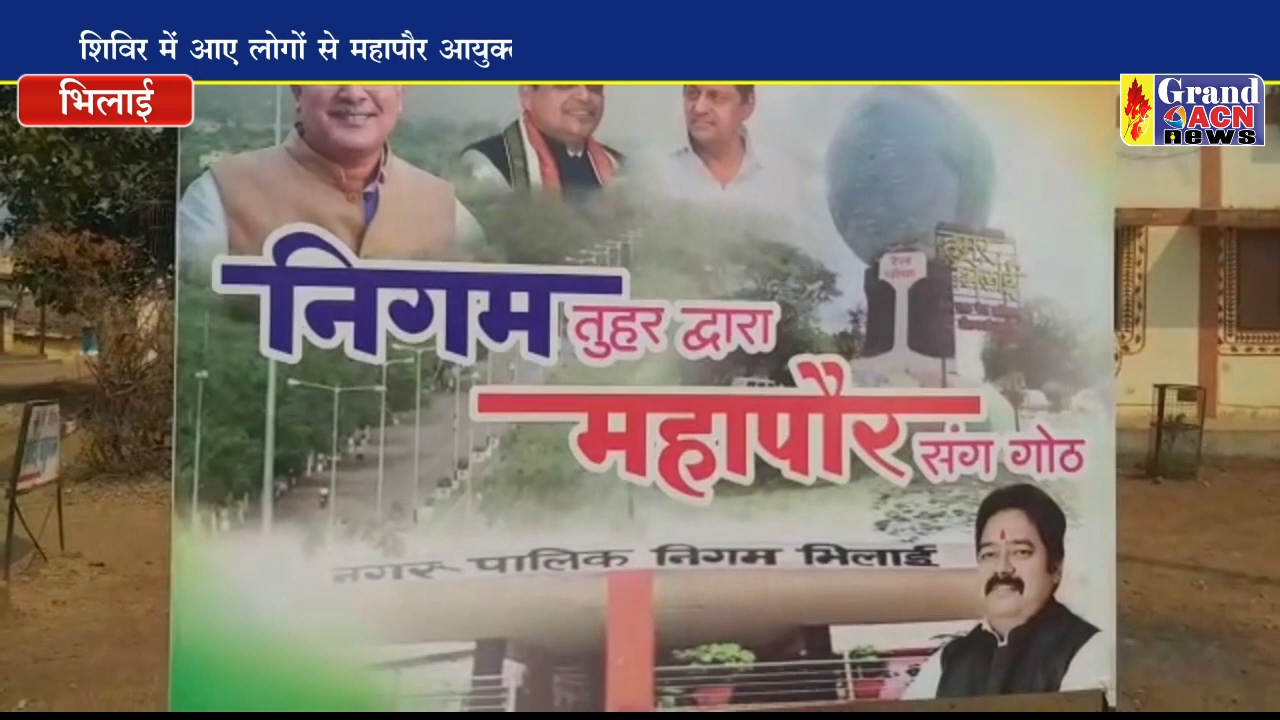 शिविर में आए लोगों से महापौर आयुक्
भिलाई
Grand
ACN
news
निगम तुहर द्वारा
महापौर संग गोठ
नगर पालिक निगम भिलाई